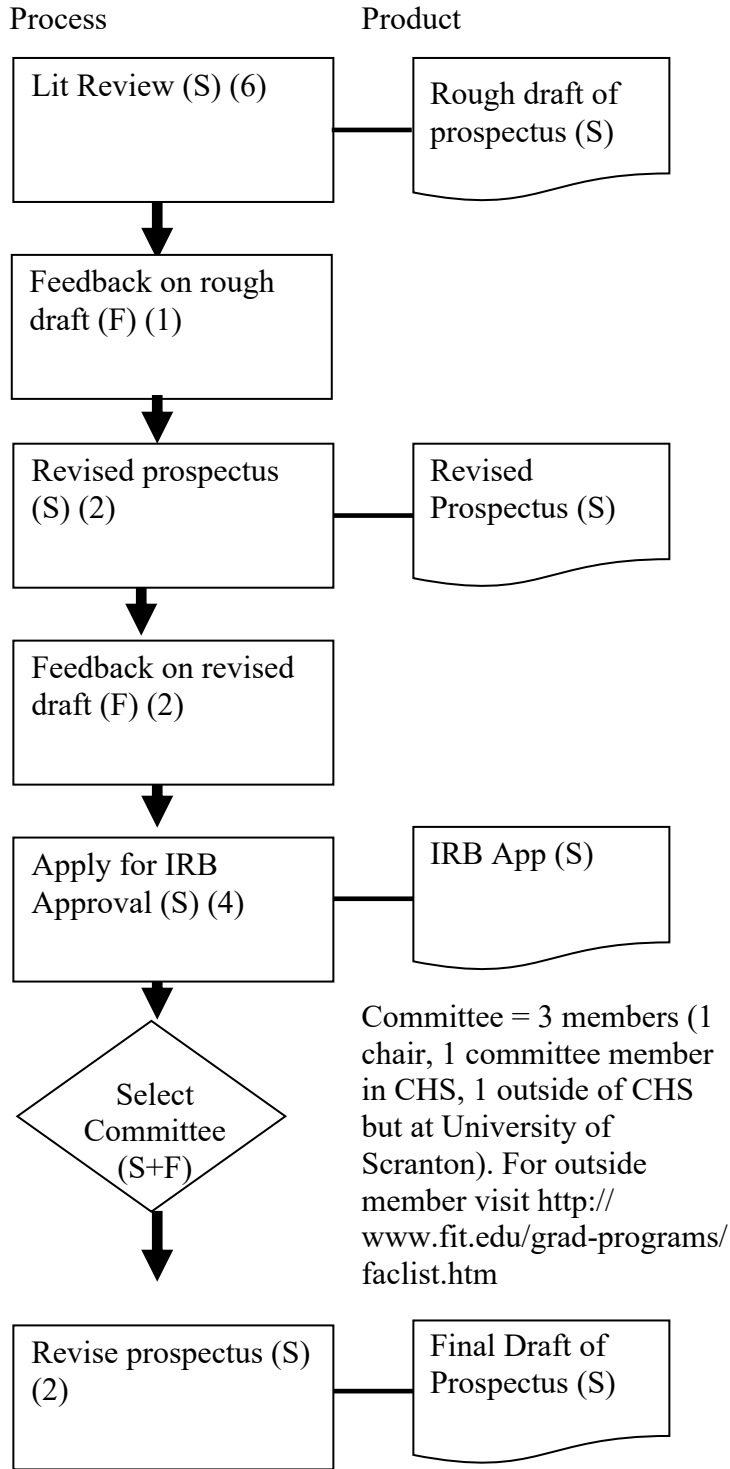 Process
Product
Lit Review (S) (6)
Rough draft of
prospectus (S)
Feedback on rough
draft (F) (1)
Revised prospectus
(S) (2)
Revised
Prospectus (S)
Feedback on revised
draft (F) (2)
Apply for IRB
Approval (S) (4)
IRB App (S)
Select
Committee
(S+F)
Committee = 3 members (1
chair, 1 committee member
in CHS, 1 outside of CHS
but at University of
Scranton). For outside
member visit http://
www.fit.edu/grad-programs/
faclist.htm
Revise prospectus (S)
(2)
Final Draft of
Prospectus (S)